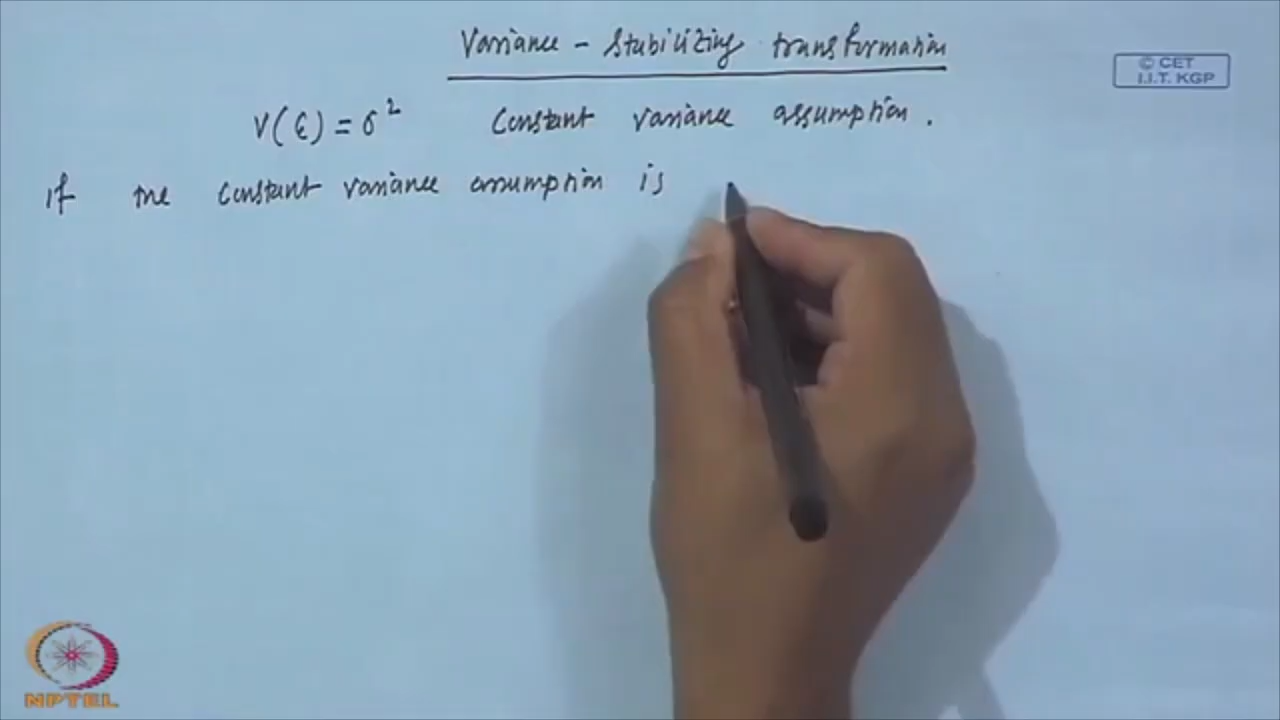 Variance - Stabilizing transformation
© CET
I.I.T. KGP
V(ε) = σ² Constant variance assumption.
If the constant variance assumption is
NPTEL